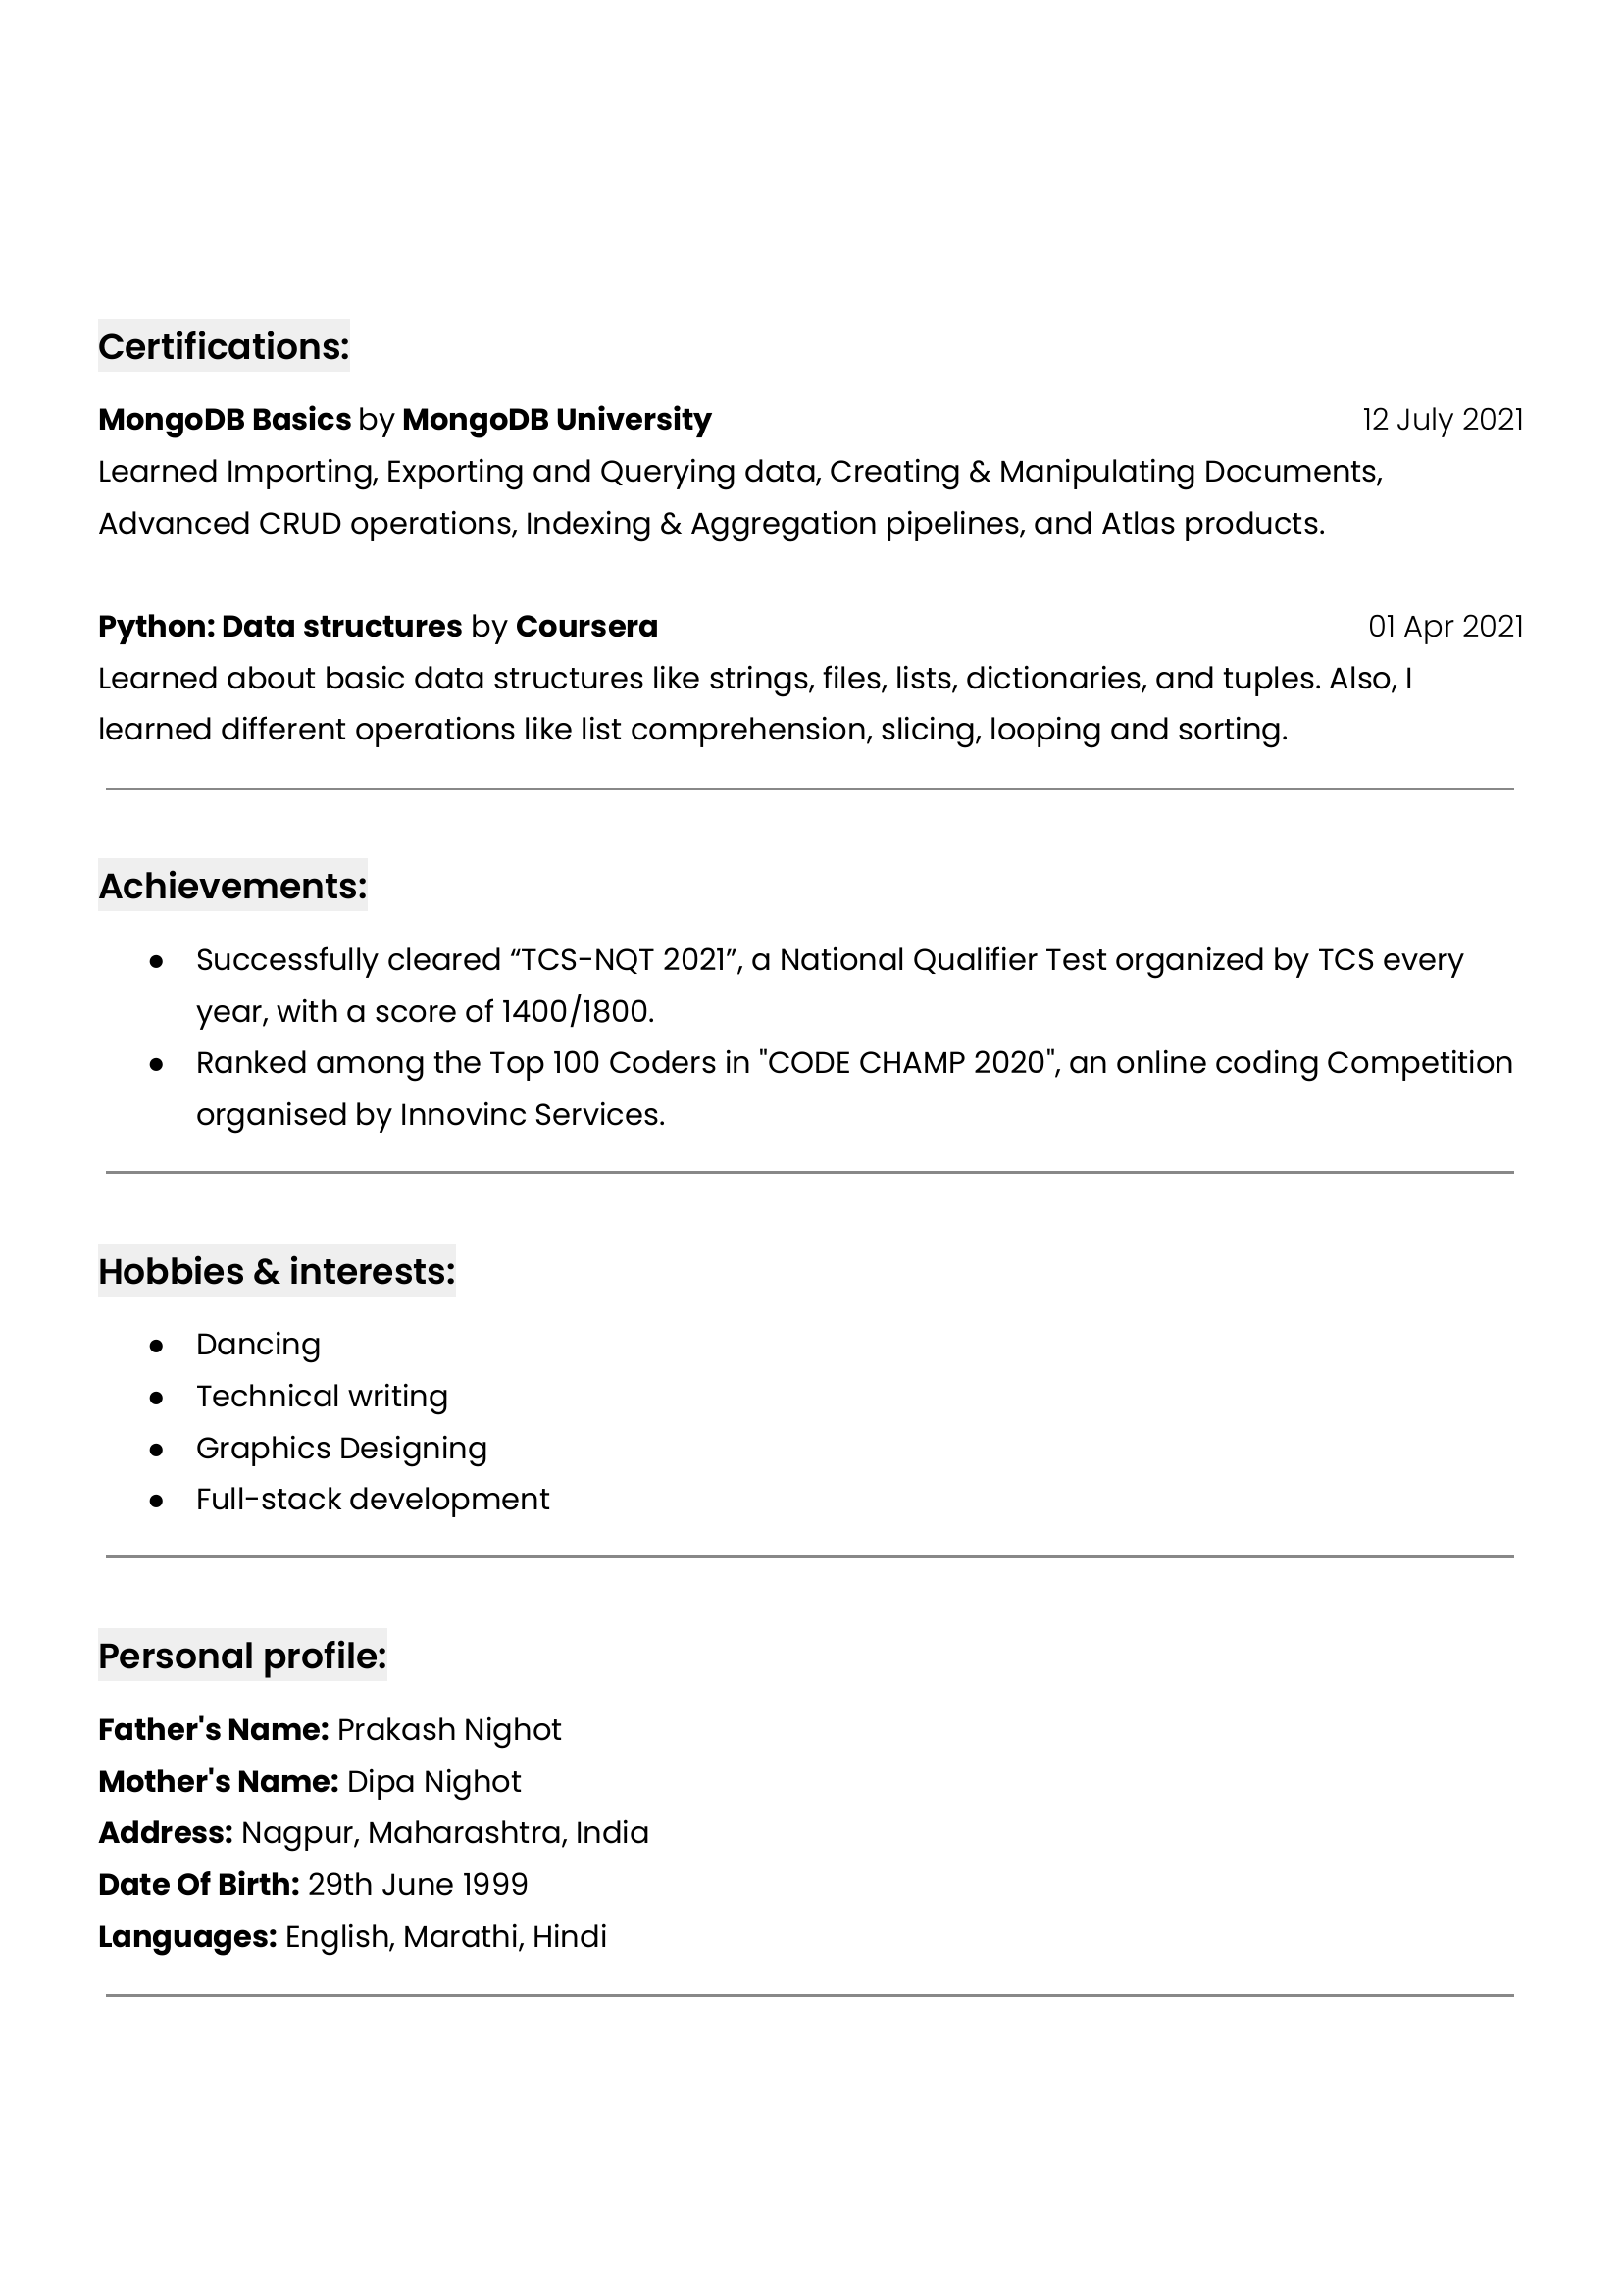 Certifications:
MongoDB Basics by MongoDB University 12 July 2021
Learned Importing, Exporting and Querying data, Creating & Manipulating Documents,
Advanced CRUD operations, Indexing & Aggregation pipelines, and Atlas products.
Python: Data structures by Coursera 01 Apr 2021
Learned about basic data structures like strings, files, lists, dictionaries, and tuples. Also, I
learned different operations like list comprehension, slicing, looping and sorting.
Achievements:
● Successfully cleared “TCS-NQT 2021”, a National Qualifier Test organized by TCS every
year, with a score of 1400/1800.
● Ranked among the Top 100 Coders in "CODE CHAMP 2020", an online coding Competition
organised by Innovinc Services.
Hobbies & interests:
● Dancing
● Technical writing
● Graphics Designing
● Full-stack development
Personal profile:
Father's Name: Prakash Nighot
Mother's Name: Dipa Nighot
Address: Nagpur, Maharashtra, India
Date Of Birth: 29th June 1999
Languages: English, Marathi, Hindi